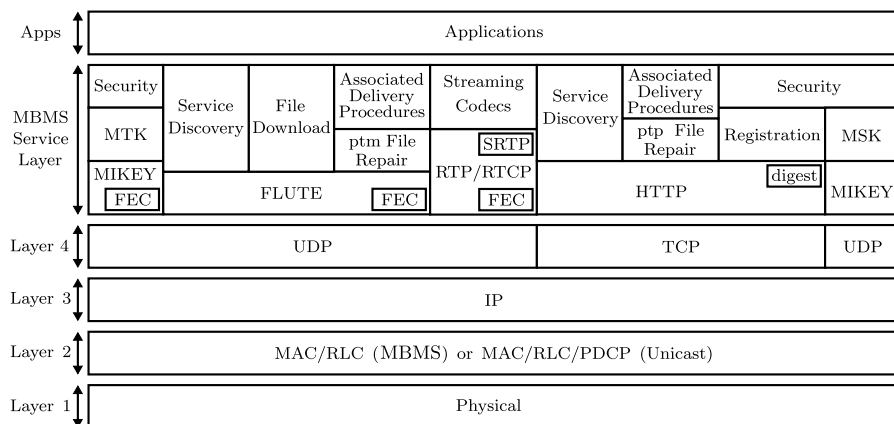 Apps
Applications
MBMS
Service
Layer
Security
MTK
MIKEY
FEC
Service
Discovery
File
Download
Associated
Delivery
Procedures
ptm File
Repair
FLUTE
FEC
Streaming
Codecs
SRTP
RTP/RTCP
FEC
Service
Discovery
Associated
Delivery
Procedures
ptp File
Repair
Security
Registration
MSK
HTTP
digest
MIKEY
Layer 4
UDP
TCP
UDP
Layer 3
IP
Layer 2
MAC/RLC (MBMS) or MAC/RLC/PDCP (Unicast)
Layer 1
Physical